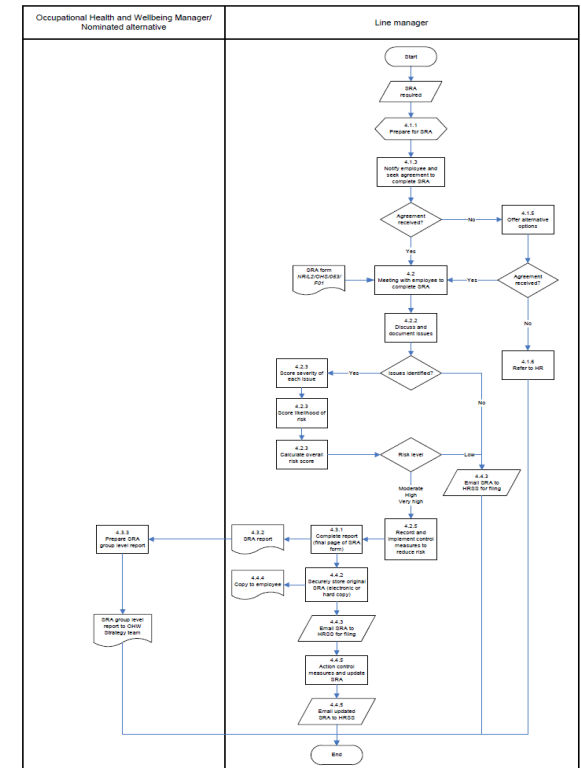 Occupational Health and Wellbeing Manager/
Nominated alternative
Line manager
Start
SRA
required
4.1.1
Prepare for SRA
4.1.3
Notify employee and
seek agreement to
complete SRA
Agreement
received?
No
4.1.5
Offer alternative
options
Yes
SRA form
NR/L2/OHS/063/
F01
4.2
Meeting with employee to
complete SRA
Yes
Agreement
received?
4.2.2
Discuss and
document issues
No
4.2.3
Score severity of
each issue
Yes
Issues identified?
4.1.6
Refer to HR
No
4.2.3
Score likelihood of
risk
4.2.3
Calculate overall
risk score
Risk level
Low
4.4.3
Email SRA to
HRSS for filing
Moderate
High
Very high
4.3.3
Prepare SRA
group level report
4.3.2
SRA report
4.3.1
Complete report
(final page of SRA
form)
4.2.5
Record and
implement control
measures to
reduce risk
4.4.4
Copy to employee
4.4.2
Securely store original
SRA (electronic or
hard copy)
SRA group level
report to OHW
Strategy team
4.4.3
Email SRA to
HRSS for filing
4.4.5
Action control
measures and update
SRA
4.4.6
Email updated
SRA to HRSS
End